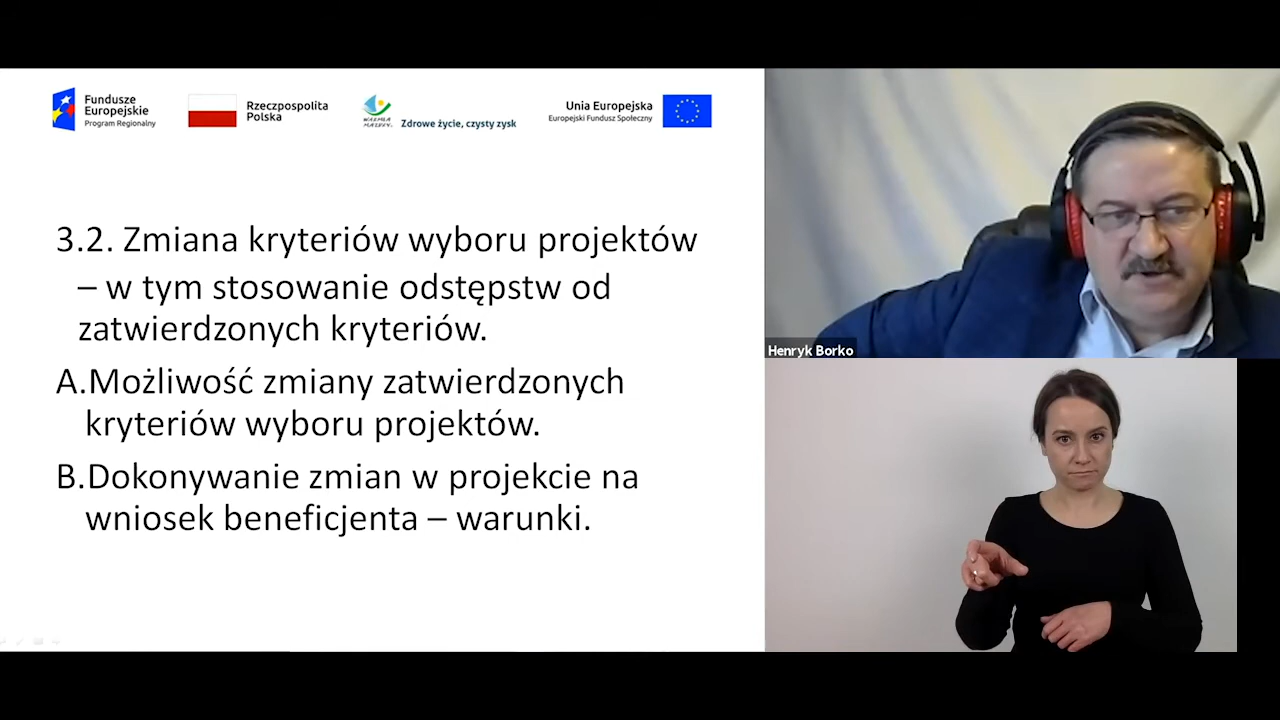 Fundusze
Europejskie
Program Regionalny
Rzeczpospolita
Polska
Zdrowe życie, czysty zysk
Unia Europejska
Europejski Fundusz Społeczny
3.2. Zmiana kryteriów wyboru projektów
– w tym stosowanie odstępstw od
zatwierdzonych kryteriów.
A.Możliwość zmiany zatwierdzonych
kryteriów wyboru projektów.
B.Dokonywanie zmian w projekcie na
wniosek beneficjenta – warunki.
Henryk Borko